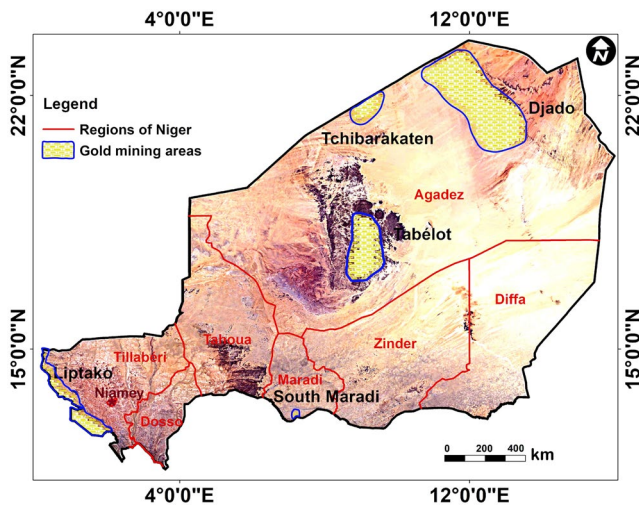 4°0'0"E
12°0'0"E
N
22°0'0"N
22°0'0"N
Legend
Regions of Niger
Gold mining areas
Djado
Tchibarakaten
Agadez
Tabélot
Diffa
15°0'0"N
15°0'0"N
Tillaberi
Tahoua
Zinder
Liptako
Maradi
Niamey
South Maradi
Dosso
0 200 400
km
4°0'0"E
12°0'0"E